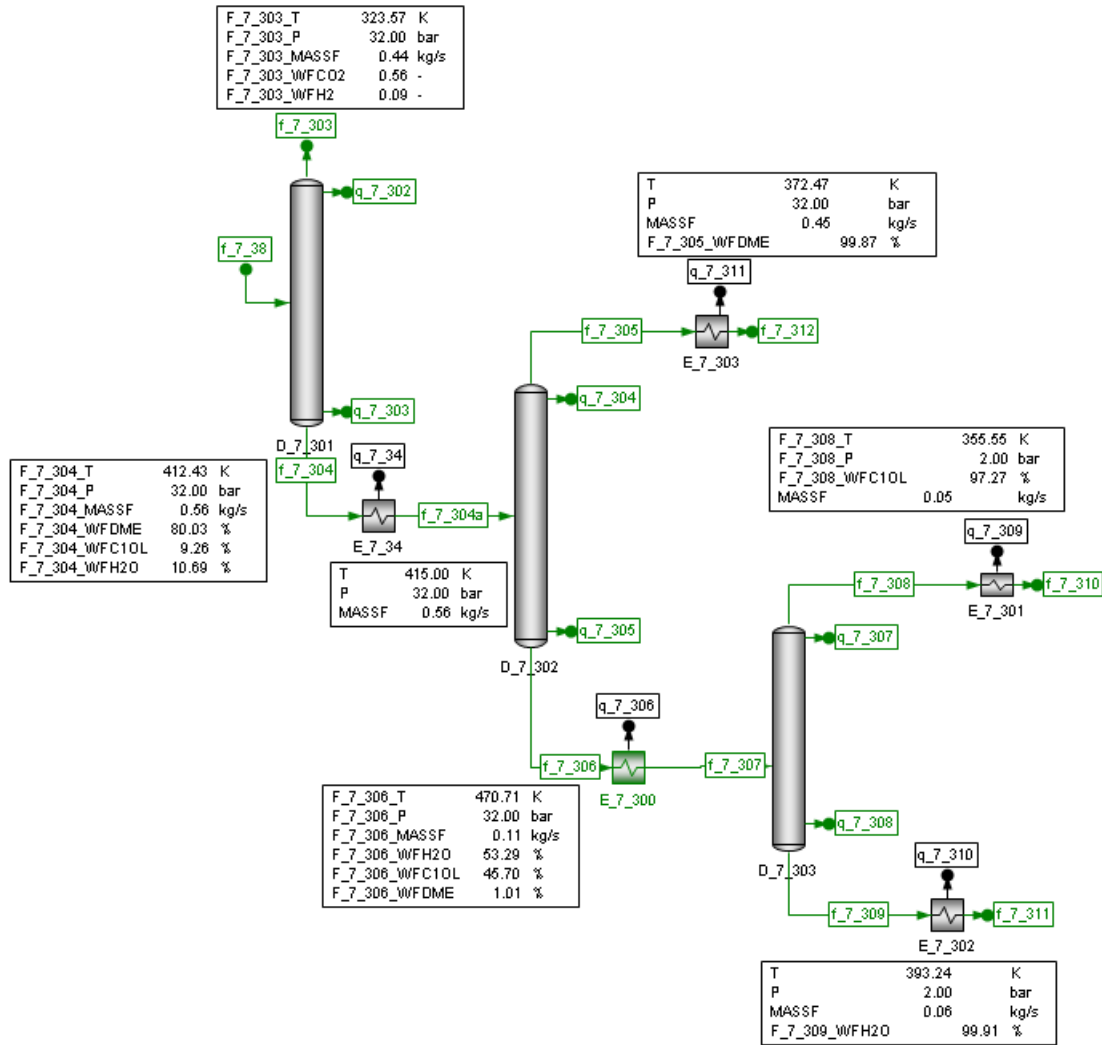 F_7_303_T 323.57 K
F_7_303_P 32.00 bar
F_7_303_MASSF 0.44 kg/s
F_7_303_WFCO2 0.56 -
F_7_303_WFH2 0.09 -
f_7_303
q_7_302
T 372.47 K
P 32.00 bar
MASSF 0.45 kg/s
F_7_305_WFDME 99.87 %
f_7_38
q_7_311
f_7_305
f_7_312
E_7_303
q_7_304
q_7_303
D_7_301
F_7_308_T 355.55 K
F_7_308_P 2.00 bar
F_7_308_WFC1OL 97.27 %
MASSF 0.05 kg/s
q_7_34
f_7_304
F_7_304_T 412.43 K
F_7_304_P 32.00 bar
F_7_304_MASSF 0.56 kg/s
F_7_304_WFDME 80.03 %
F_7_304_WFC1OL 9.26 %
F_7_304_WFH2O 10.69 %
f_7_304a
E_7_34
q_7_309
T 415.00 K
P 32.00 bar
MASSF 0.56 kg/s
f_7_308
f_7_310
E_7_301
q_7_305
q_7_307
D_7_302
q_7_306
f_7_306
f_7_307
E_7_300
F_7_306_T 470.71 K
F_7_306_P 32.00 bar
F_7_306_MASSF 0.11 kg/s
F_7_306_WFH2O 53.29 %
F_7_306_WFC1OL 45.70 %
F_7_306_WFDME 1.01 %
q_7_308
q_7_310
D_7_303
f_7_309
f_7_311
E_7_302
T 393.24 K
P 2.00 bar
MASSF 0.06 kg/s
F_7_309_WFH2O 99.91 %